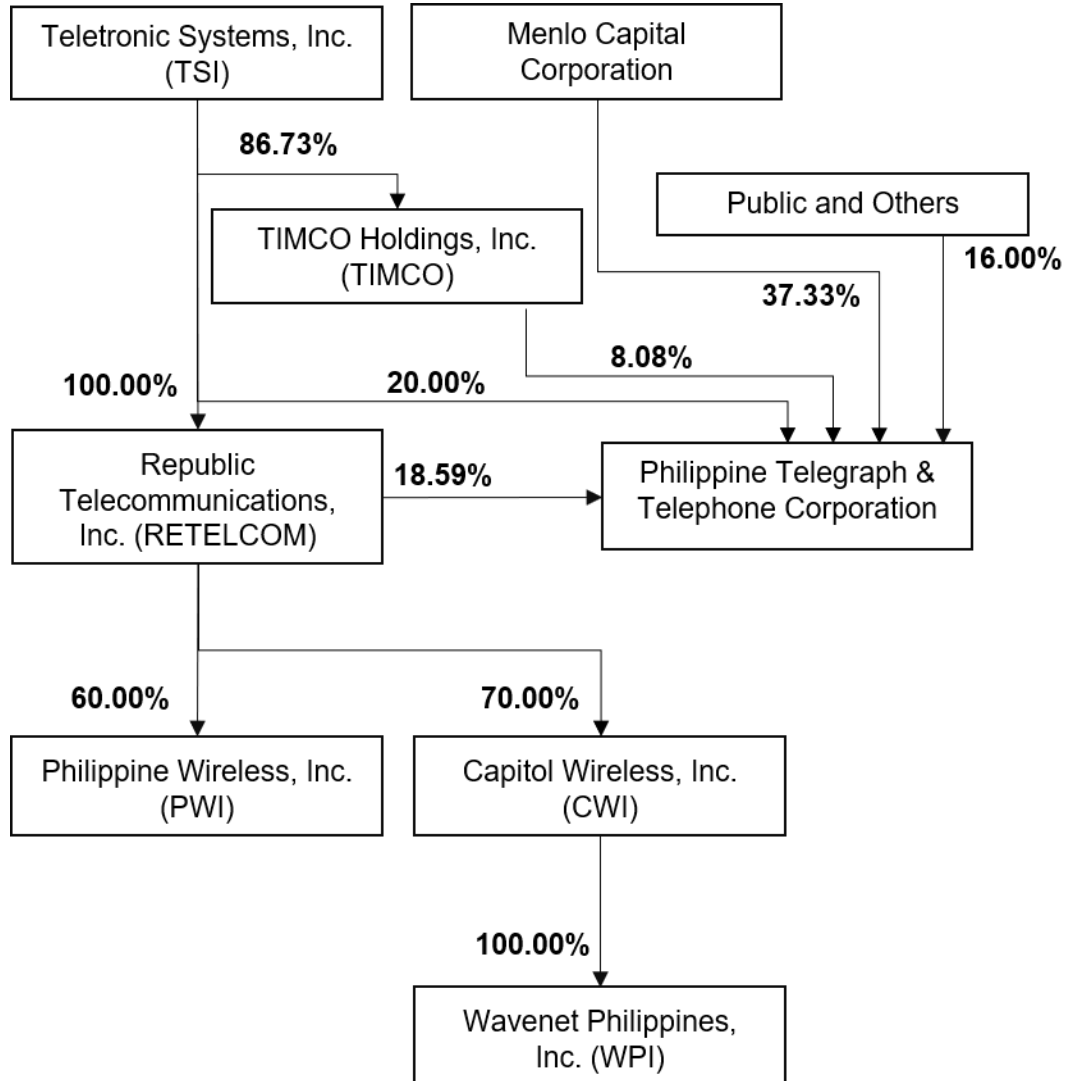 Teletronic Systems, Inc.
(TSI)
Menlo Capital
Corporation
86.73%
Public and Others
TIMCO Holdings, Inc.
(TIMCO)
16.00%
37.33%
8.08%
100.00%
20.00%
Republic
Telecommunications,
Inc. (RETELCOM)
18.59%
Philippine Telegraph &
Telephone Corporation
60.00%
70.00%
Philippine Wireless, Inc.
(PWI)
Capitol Wireless, Inc.
(CWI)
100.00%
Wavenet Philippines,
Inc. (WPI)